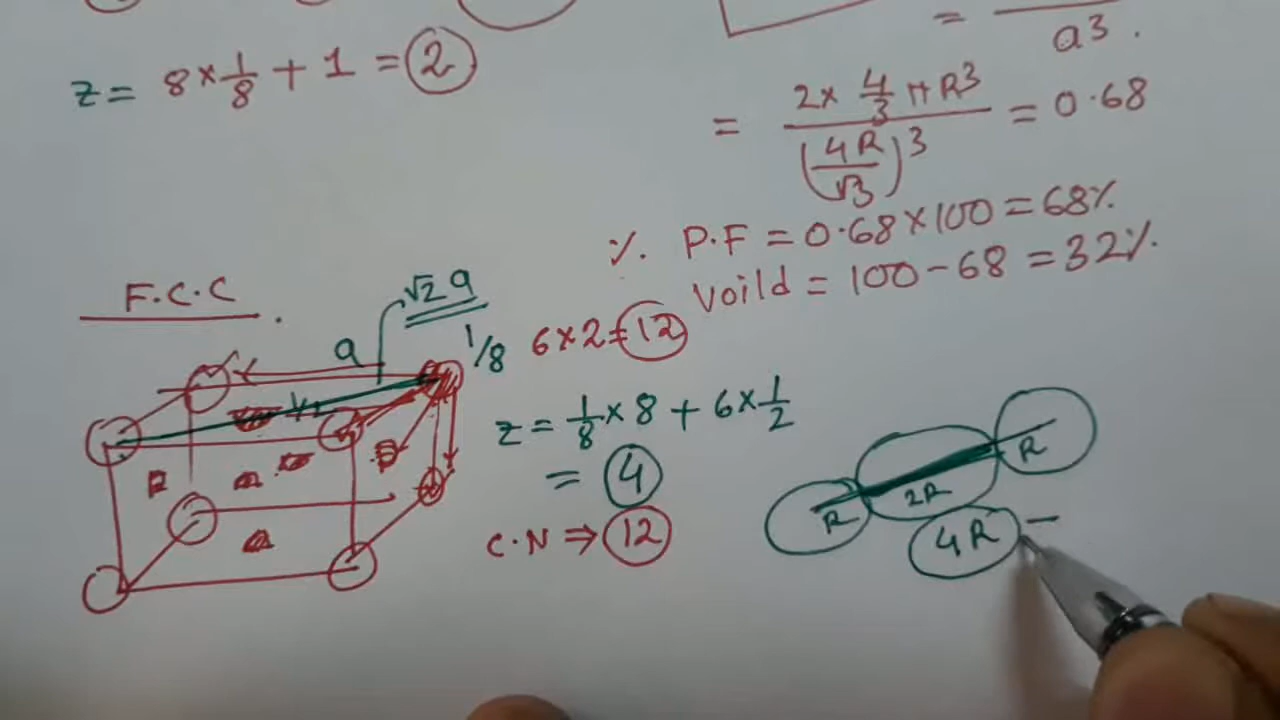 z = 8 × 1/8 + 1 = 2
= a³.
= 2 × 4/3 π R³ / (4R/√3)³ = 0.68
%. P.F = 0.68 × 100 = 68%
Voild = 100 - 68 = 32%.
F.C.C.
√2 a
a
1/8 6 × 2 = 12
z = 1/8 × 8 + 6 × 1/2
= 4
C.N ⇒ 12
R 2R R
4R =